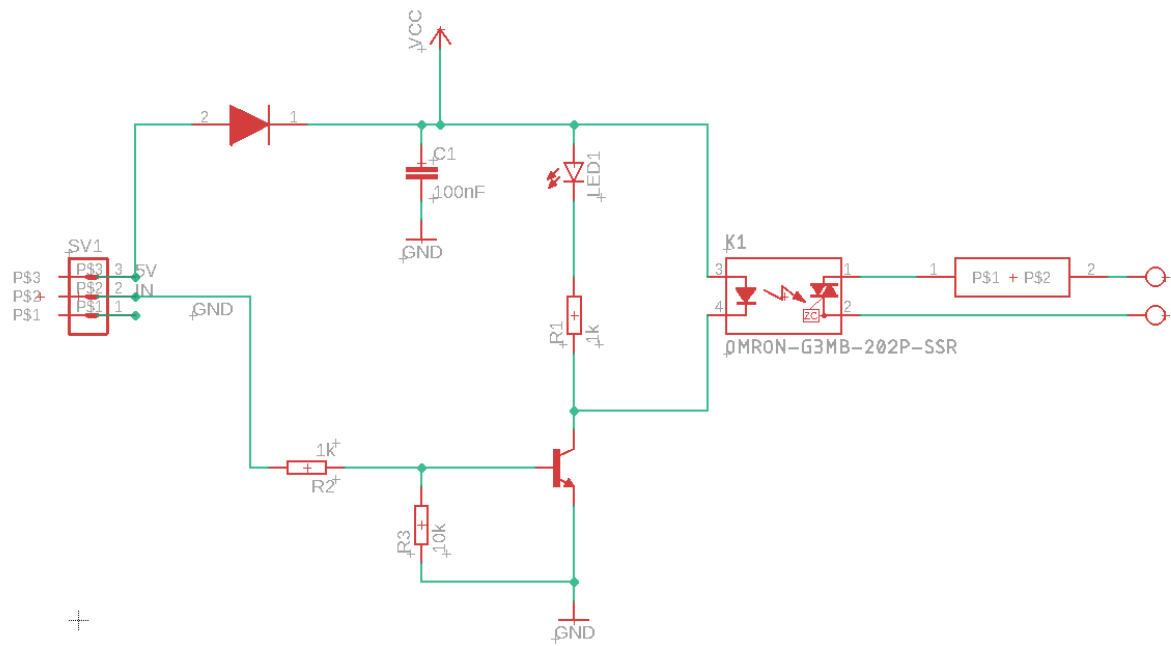 VCC
2
1
C1
100nF
GND
LED1
SV1
P$3
P$3
3
5V
P$2
P$2
2
IN
P$1
P$1
1
GND
R1
1k
K1
3
4
1
2
ZC
OMRON-G3MB-202P-SSR
1
P$1 + P$2
2
1k
R2
R3
10k
GND